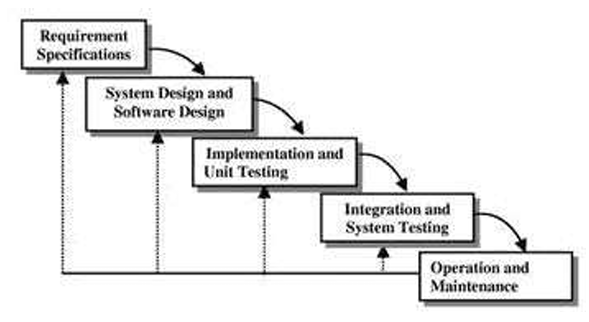 Requirement
Specifications
System Design and
Software Design
Implementation and
Unit Testing
Integration and
System Testing
Operation and
Maintenance